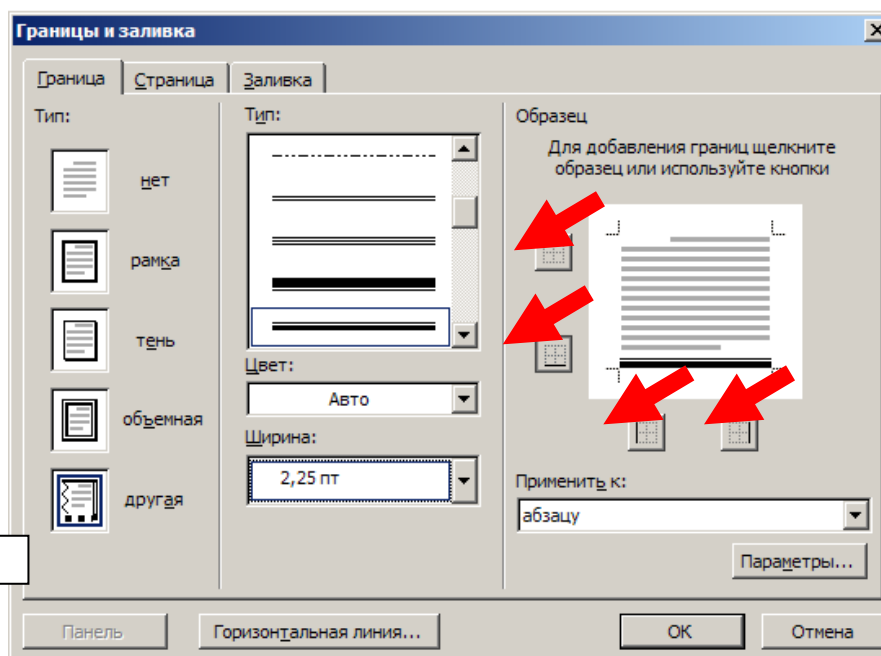 Границы и заливка
Граница
Страница
Заливка
Тип:
нет
рамка
тень
объемная
другая
Тип:
Цвет:
Авто
Ширина:
2,25 пт
Образец
Для добавления границ щелкните
образец или используйте кнопки
Применить к:
абзацу
Параметры...
Панель
Горизонтальная линия...
ОК
Отмена